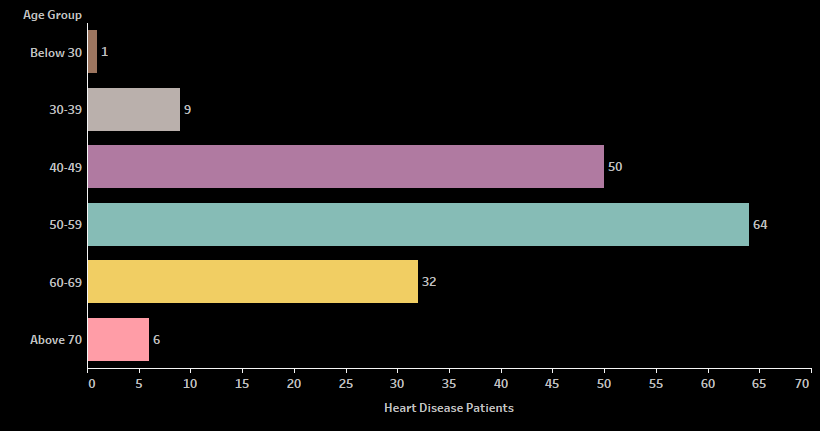 Age Group
Below 30 1
30-39 9
40-49 50
50-59 64
60-69 32
Above 70 6
0 5 10 15 20 25 30 35 40 45 50 55 60 65 70
Heart Disease Patients